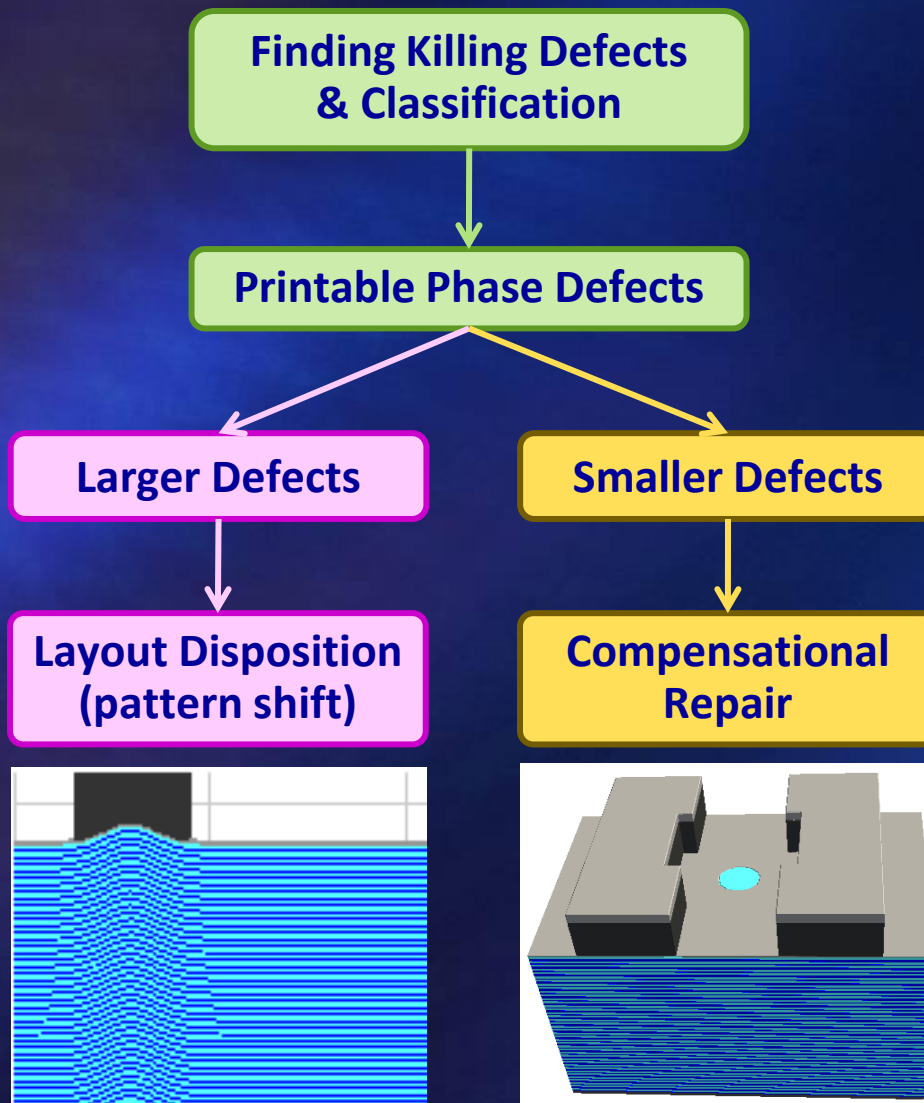 Finding Killing Defects
& Classification
Printable Phase Defects
Larger Defects
Smaller Defects
Layout Disposition
(pattern shift)
Compensational
Repair